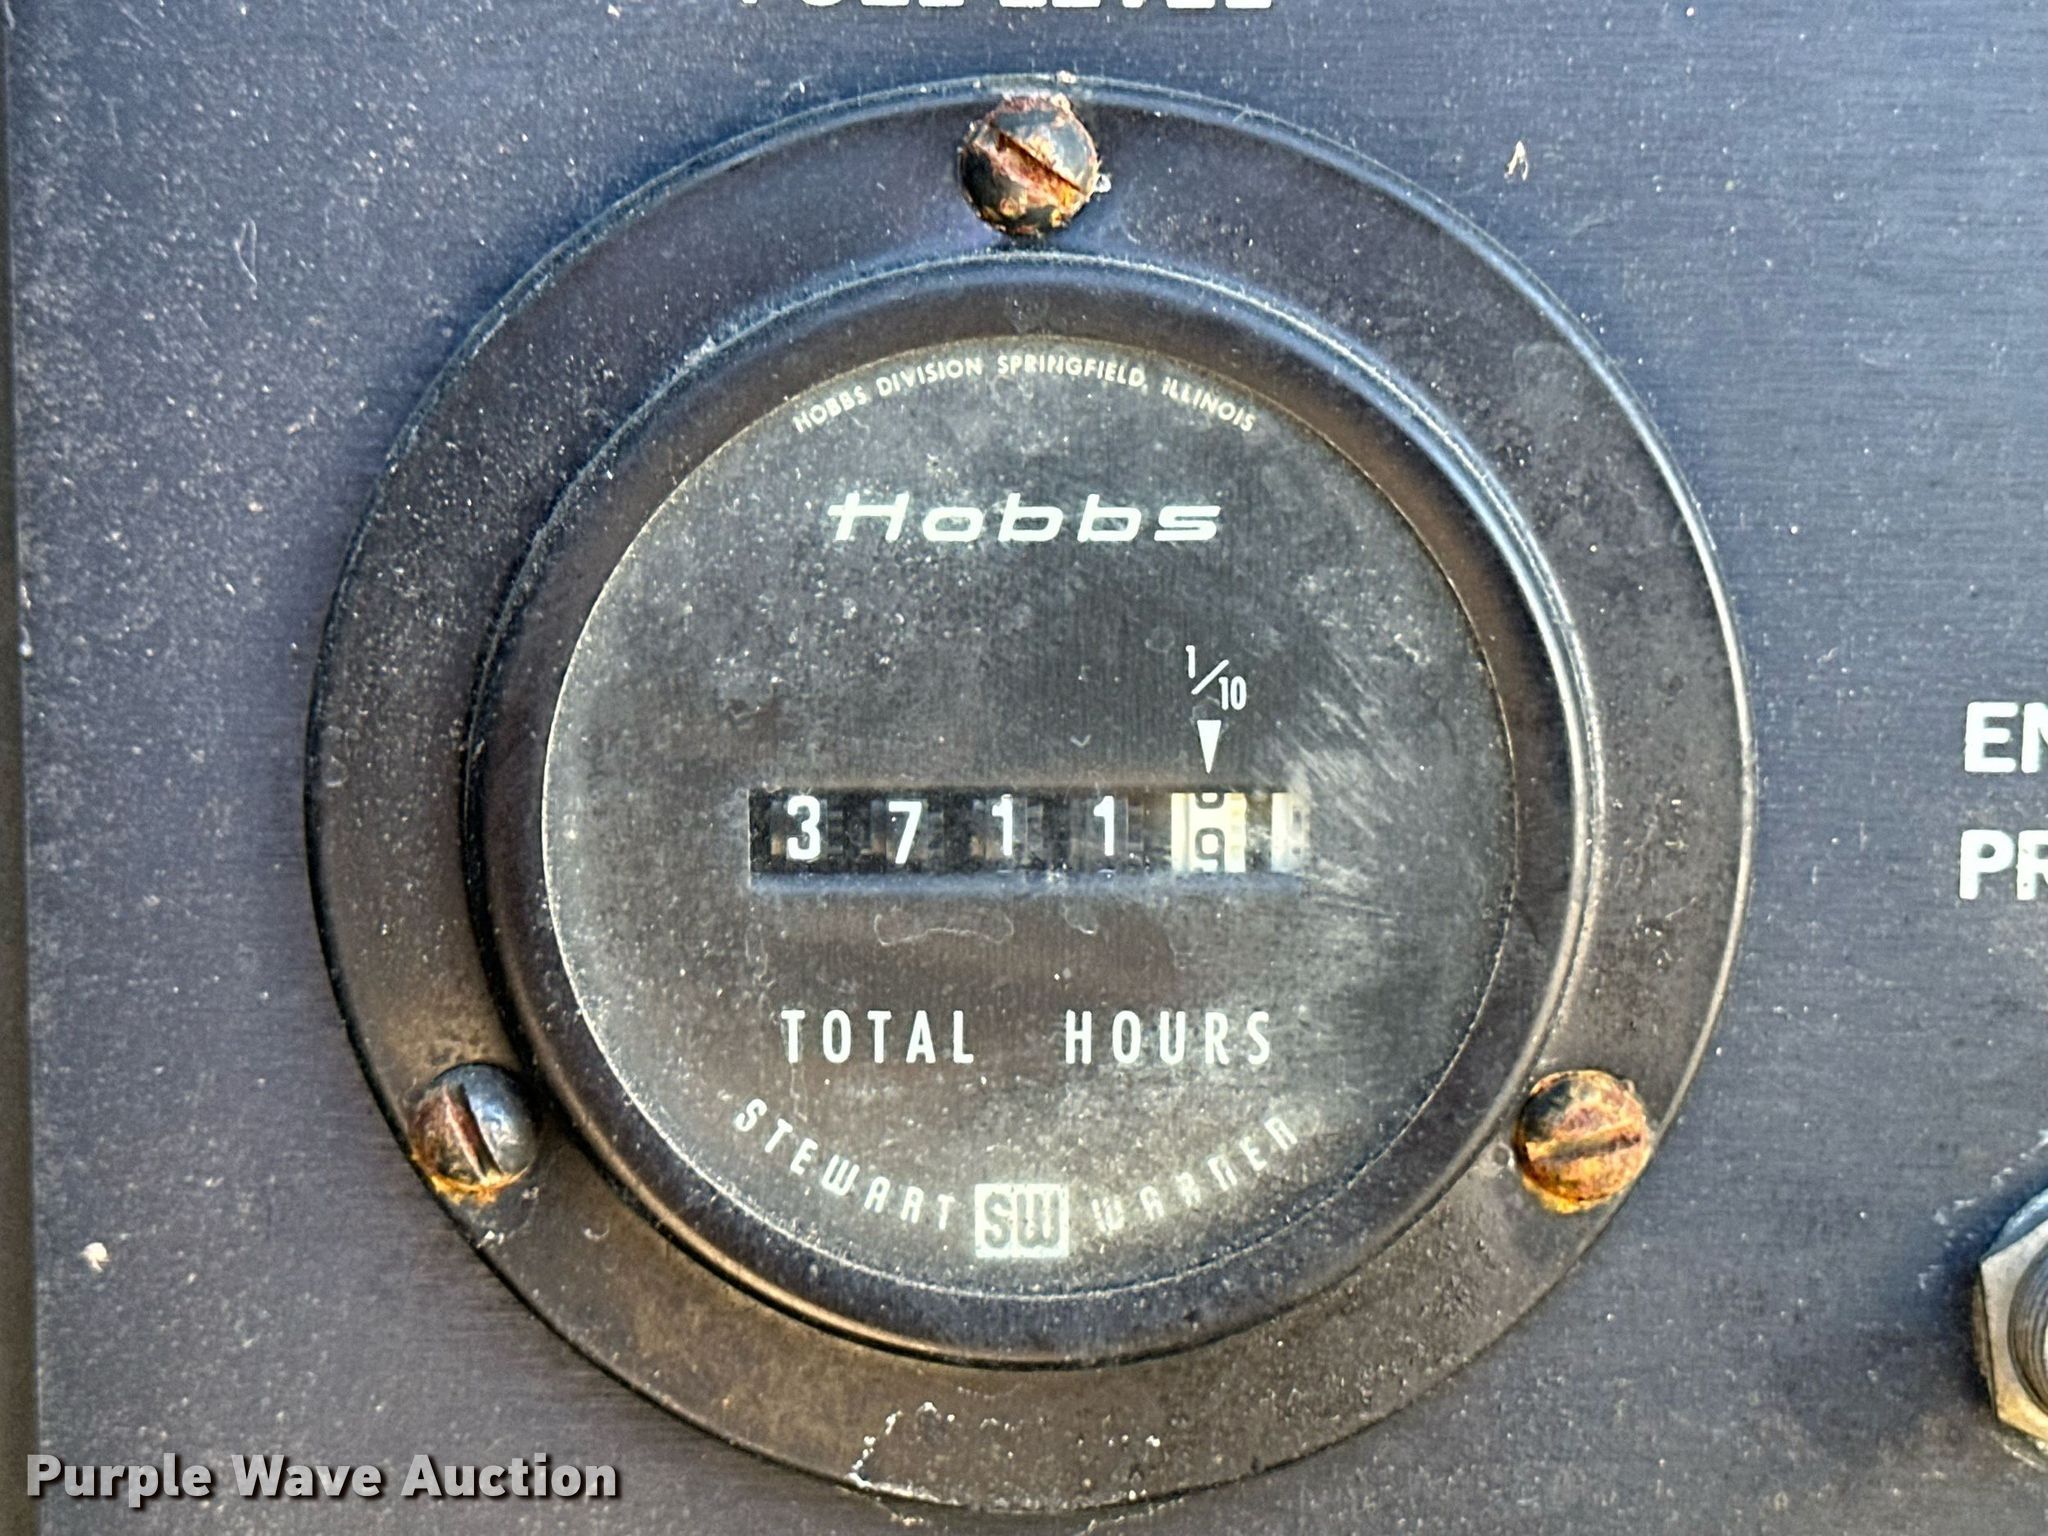 HOBBS DIVISION SPRINGFIELD, ILLINOIS
Hobbs
1/10
3 7 1 1
TOTAL HOURS
STEWART SW WARNER
EN
PR
Purple Wave Auction